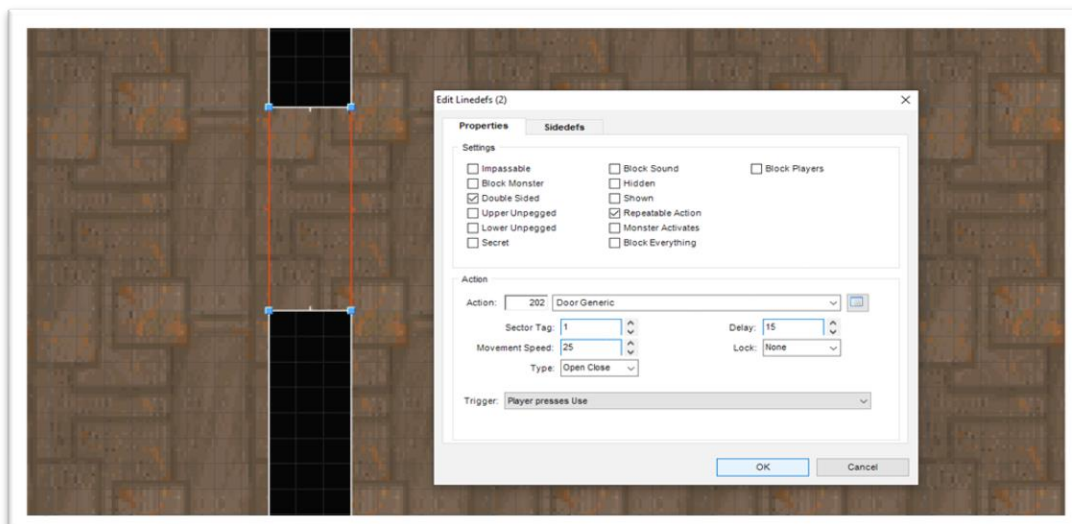 Edit Linedefs (2)
Properties Sidedefs
Settings
Impassable Block Sound Block Players
Block Monster Hidden
Double Sided Shown
Upper Unpegged Repeatable Action
Lower Unpegged Monster Activates
Secret Block Everything
Action
Action: 202 Door Generic
Sector Tag: 1 Delay: 15
Movement Speed: 25 Lock: None
Type: Open Close
Trigger: Player presses Use
OK Cancel